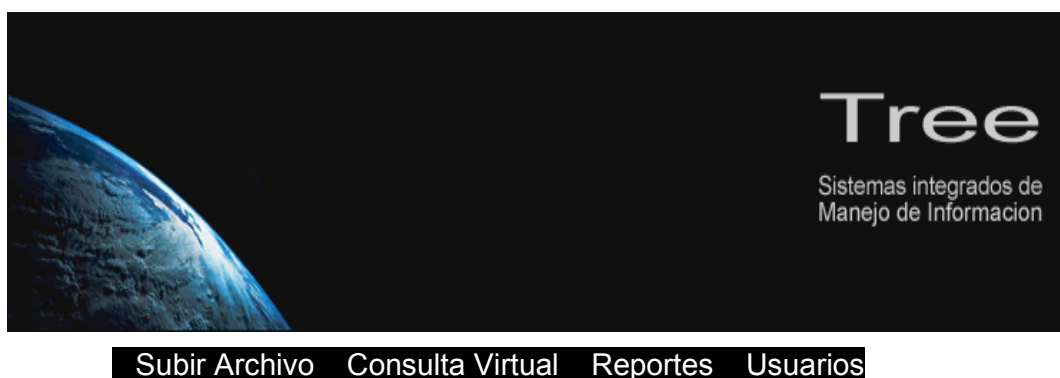 Tree
Sistemas integrados de
Manejo de Informacion
Subir Archivo Consulta Virtual Reportes Usuarios